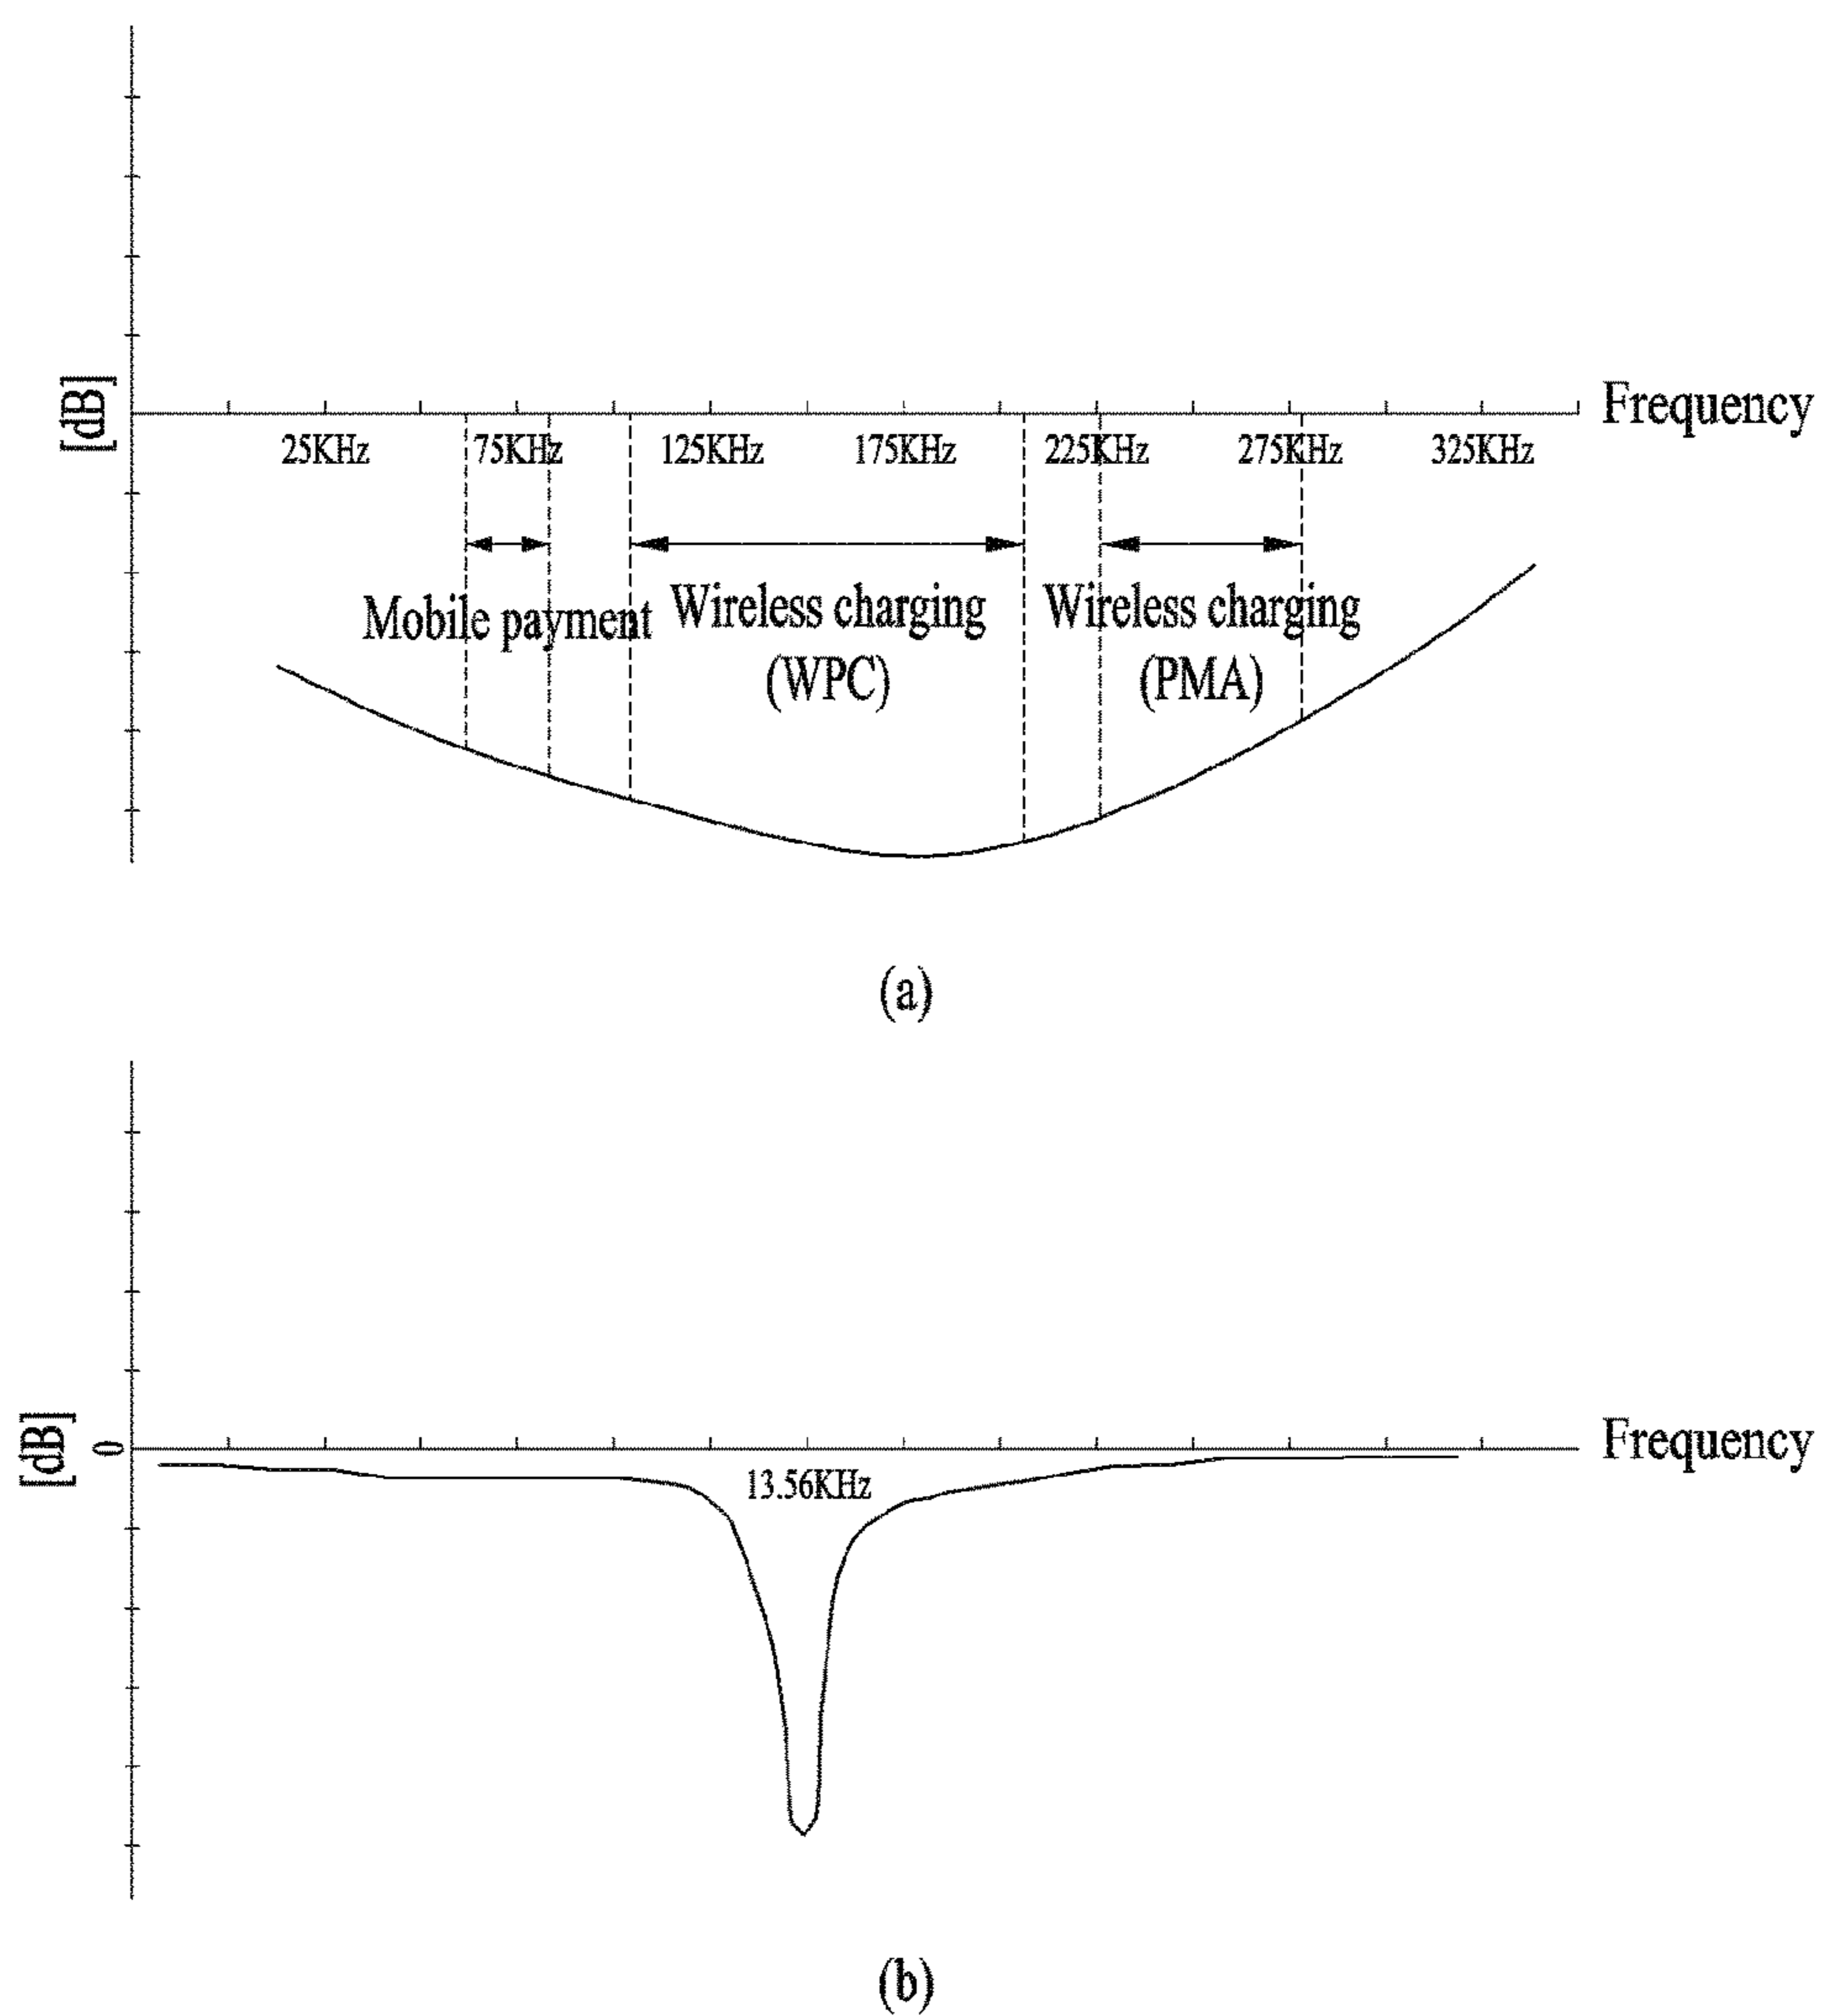 [dB]
Frequency
25KHz 75KHz 125KHz 175KHz 225KHz 275KHz 325KHz
Mobile payment
Wireless charging
(WPC)
Wireless charging
(PMA)
(a)
[dB]
0
Frequency
13.56KHz
(b)